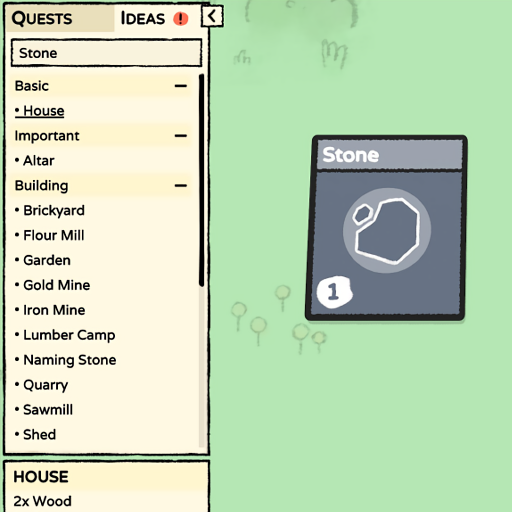 QUESTS
IDEAS !
Stone
Basic
• House
Important
• Altar
Building
• Brickyard
• Flour Mill
• Garden
• Gold Mine
• Iron Mine
• Lumber Camp
• Naming Stone
• Quarry
• Sawmill
• Shed
HOUSE
2x Wood
Stone
1